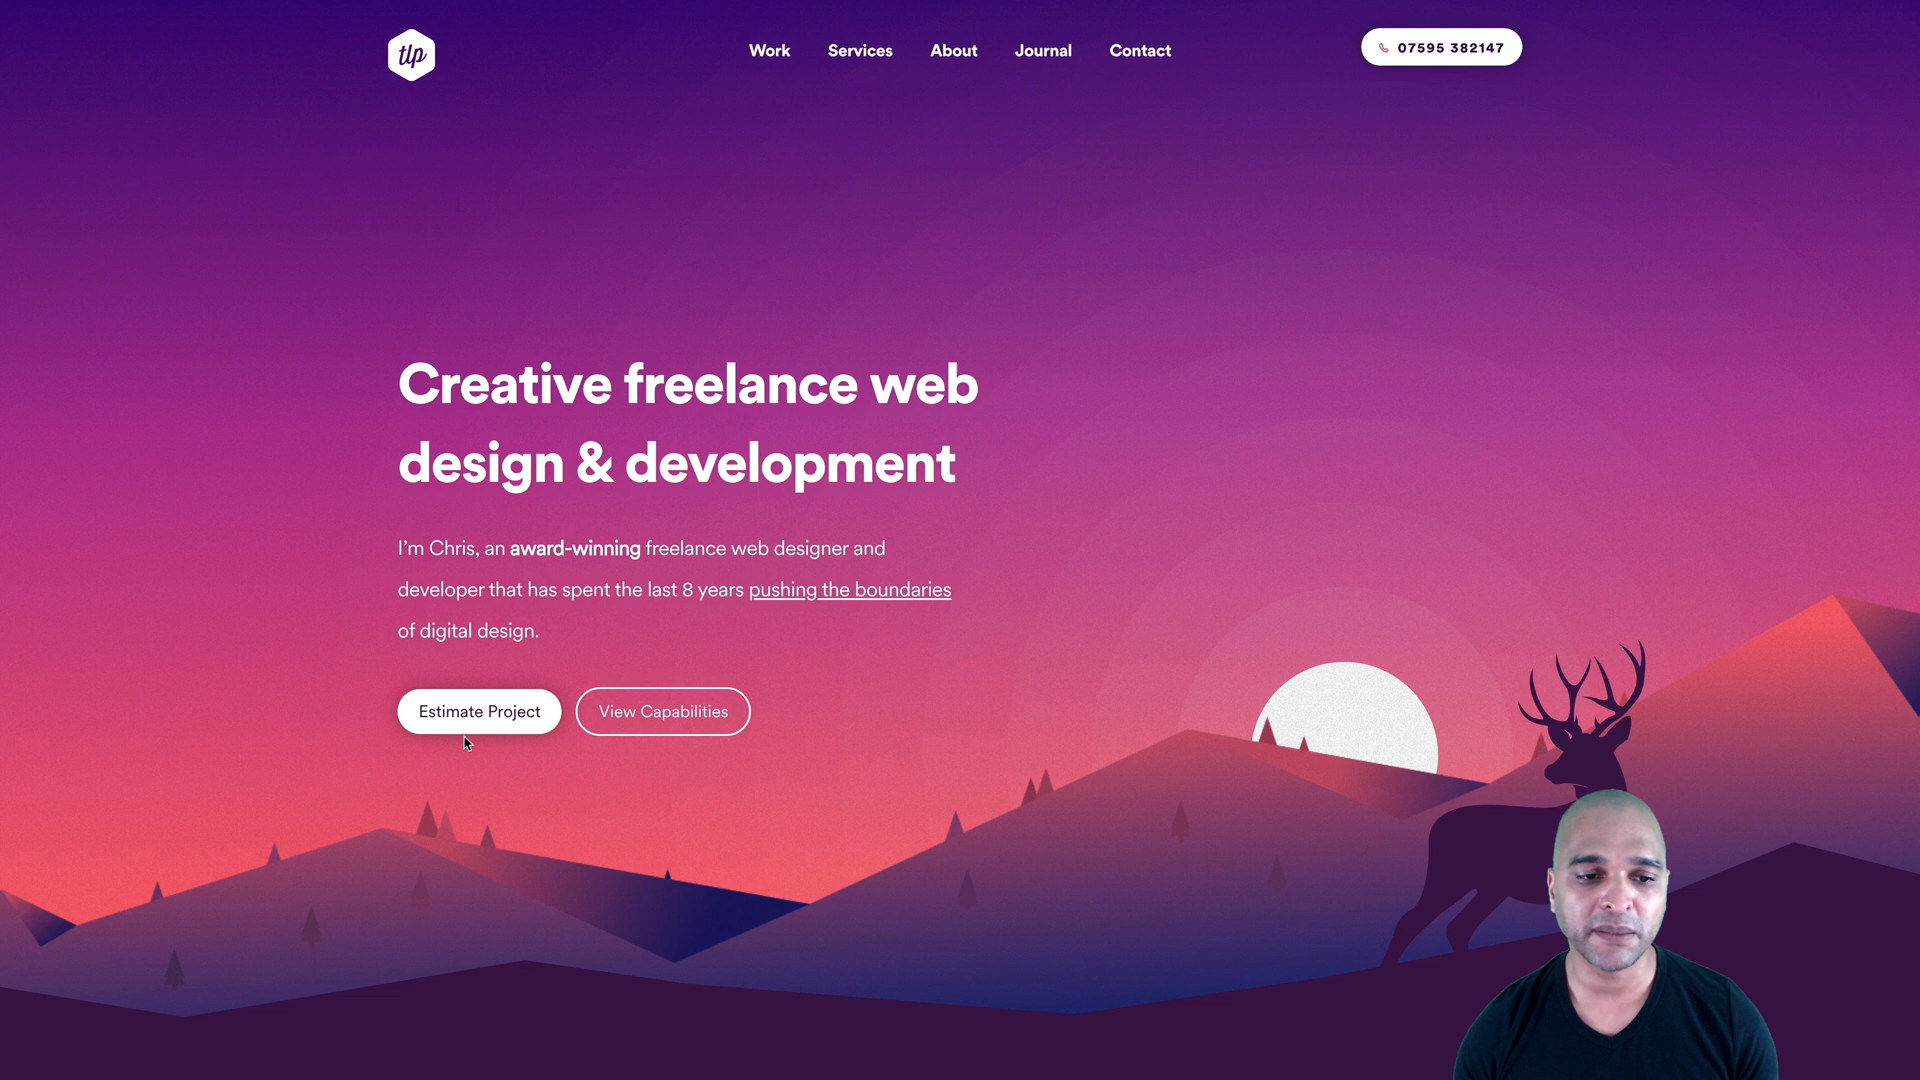 tlp
Work
Services
About
Journal
Contact
07595 382147
Creative freelance web
design & development
I’m Chris, an award-winning freelance web designer and
developer that has spent the last 8 years pushing the boundaries
of digital design.
Estimate Project
View Capabilities